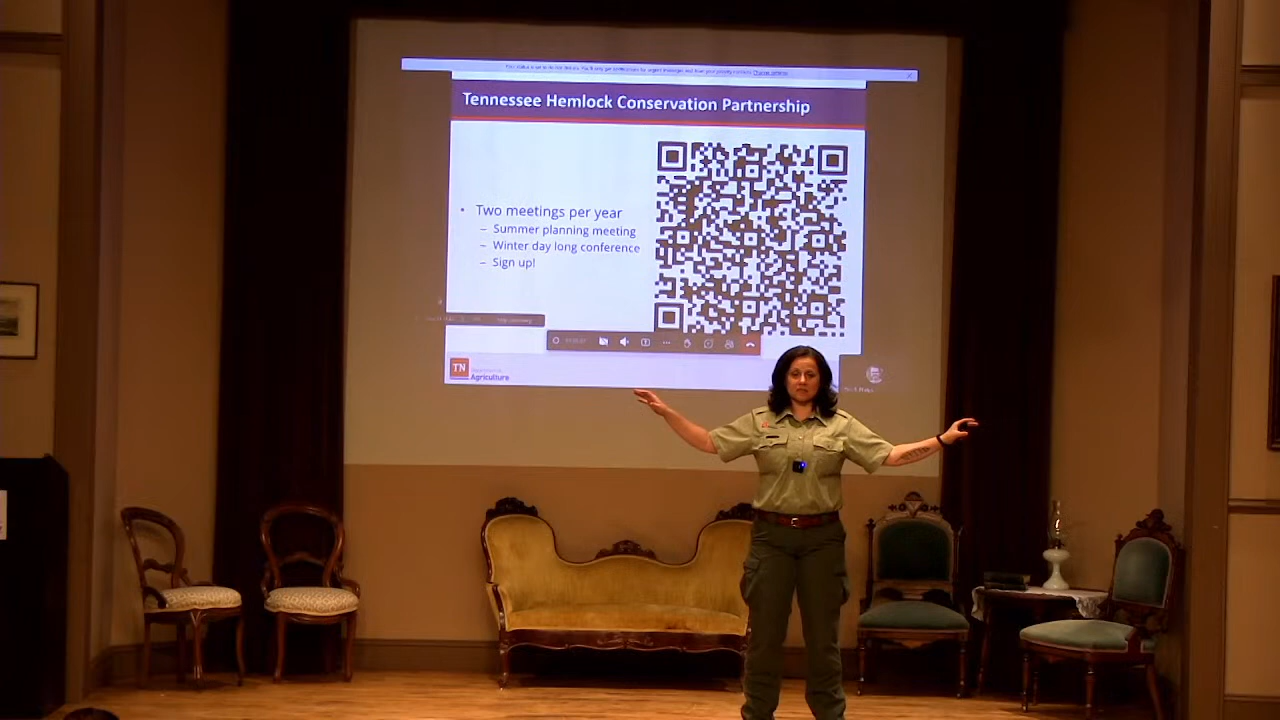 Tennessee Hemlock Conservation Partnership
• Two meetings per year
– Summer planning meeting
– Winter day long conference
– Sign up!
TN
Agriculture